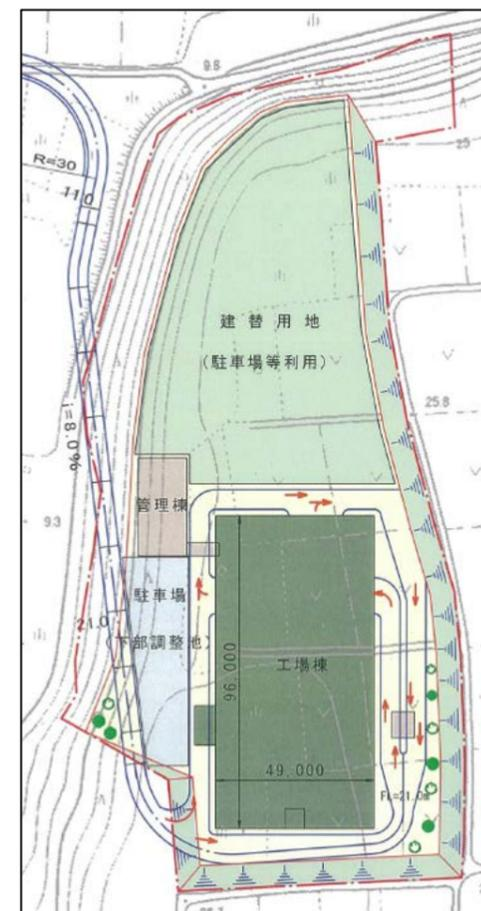 9.8
R=30
11.0
25
建替用地
(駐車場等利用)
25.8
i=8.0%
管理棟
9.3
駐車場
(下部調整池)
21.0
工場棟
96,000
49,000
FL=21.0m